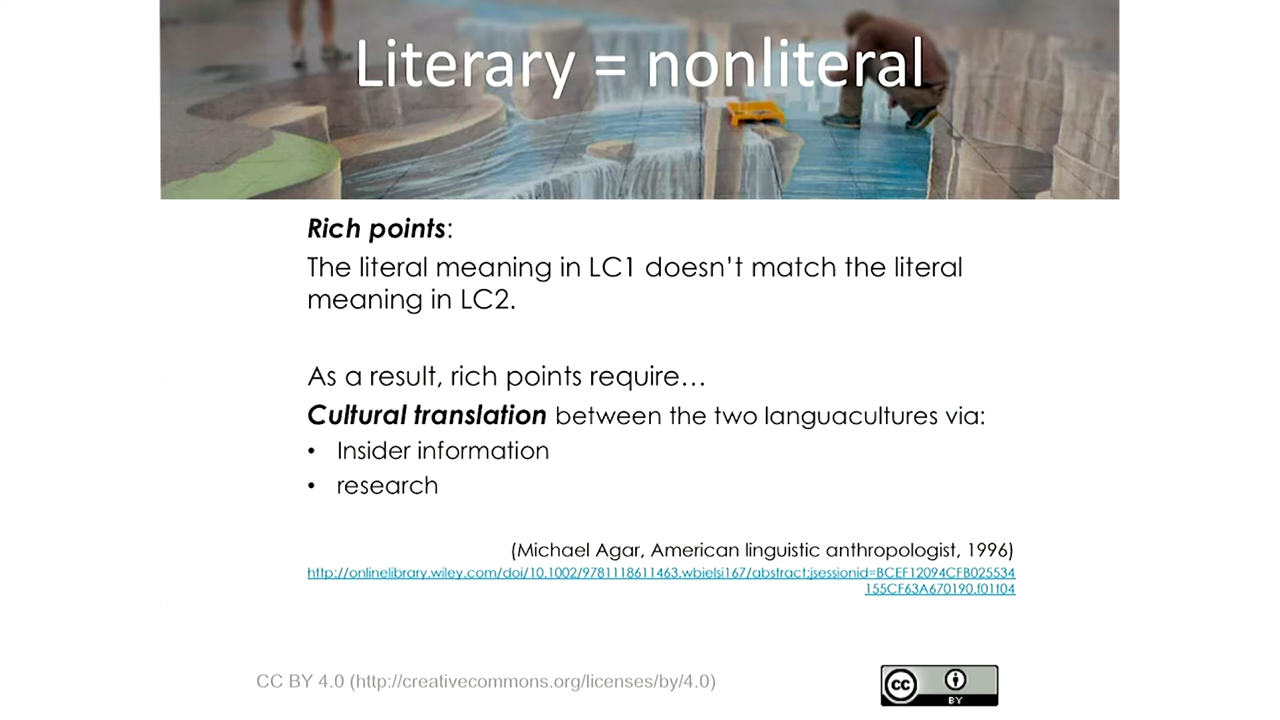 Literary = nonliteral
Rich points:
The literal meaning in LC1 doesn't match the literal
meaning in LC2.
As a result, rich points require…
Cultural translation between the two languacultures via:
• Insider information
• research
(Michael Agar, American linguistic anthropologist, 1996)
http://onlinelibrary.wiley.com/doi/10.1002/9781118611463.wbielsi167/abstract;jsessionid=BCEF12094CFB025534
155CF63A670190.f01t04
CC BY 4.0 (http://creativecommons.org/licenses/by/4.0)
cc
BY